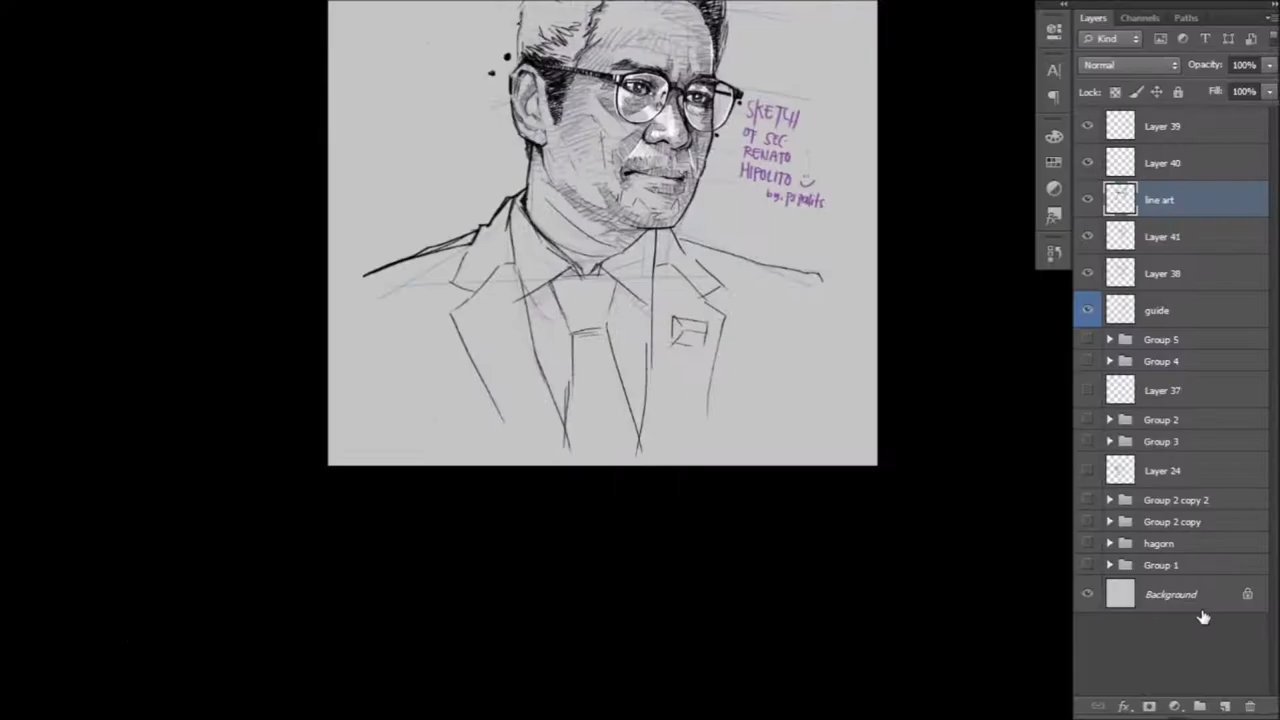 Layers Channels Paths
Kind
Normal Opacity: 100%
Lock: Fill: 100%
Layer 39
Layer 40
line art
Layer 41
Layer 38
guide
Group 5
Group 4
Layer 37
Group 2
Group 3
Layer 24
Group 2 copy 2
Group 2 copy
hagorn
Group 1
Background
SKETCH
OF SEC.
RENATO
HIPOLITO
by: